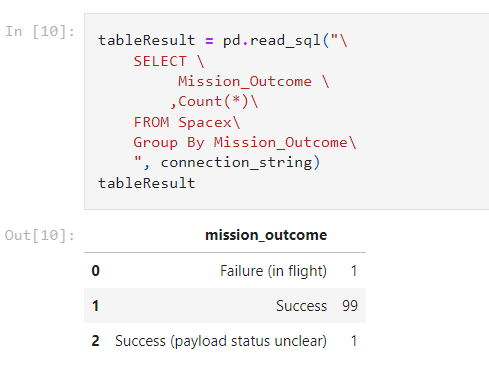 In [10]:
tableResult = pd.read_sql("\
SELECT \
Mission_Outcome \
,Count(*)\
FROM Spacex\
Group By Mission_Outcome\
", connection_string)
tableResult
Out[10]:
mission_outcome
0 Failure (in flight) 1
1 Success 99
2 Success (payload status unclear) 1